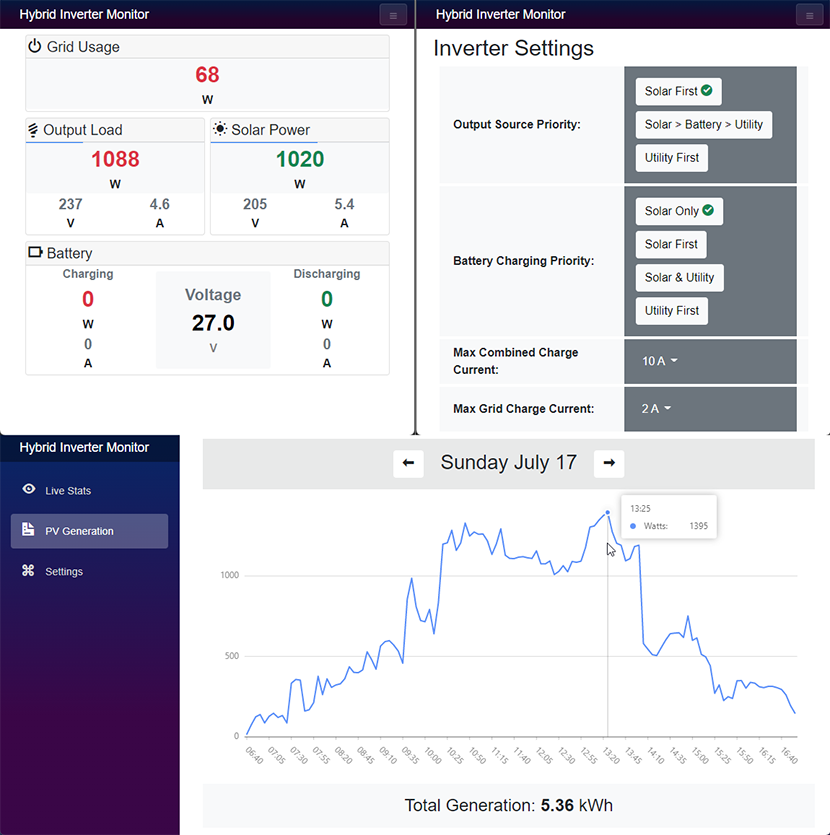 Hybrid Inverter Monitor
Grid Usage
68
W
Output Load
1088
W
237 4.6
V A
Solar Power
1020
W
205 5.4
V A
Battery
Charging
0
W
0
A
Voltage
27.0
V
Discharging
0
W
0
A
Hybrid Inverter Monitor
Inverter Settings
Output Source Priority:
Solar First
Solar > Battery > Utility
Utility First
Battery Charging Priority:
Solar Only
Solar First
Solar & Utility
Utility First
Max Combined Charge
Current:
10 A
Max Grid Charge Current:
2 A
Hybrid Inverter Monitor
Live Stats
PV Generation
Settings
Sunday July 17
13:25
Watts: 1395
1000
500
0
06:40 07:05 07:30 07:55 08:20 08:45 09:10 09:35 10:00 10:25 10:50 11:15 11:40 12:05 12:30 12:55 13:20 13:45 14:10 14:35 15:00 15:25 15:50 16:15 16:40
Total Generation: 5.36 kWh